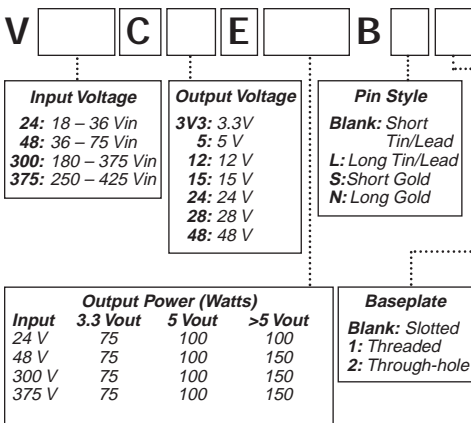 V C E B
Input Voltage
24: 18 – 36 Vin
48: 36 – 75 Vin
300: 180 – 375 Vin
375: 250 – 425 Vin
Output Voltage
3V3: 3.3V
5: 5 V
12: 12 V
15: 15 V
24: 24 V
28: 28 V
48: 48 V
Pin Style
Blank: Short
Tin/Lead
L: Long Tin/Lead
S:Short Gold
N: Long Gold
Output Power (Watts)
Input 3.3 Vout 5 Vout >5 Vout
24 V 75 100 100
48 V 75 100 150
300 V 75 100 150
375 V 75 100 150
Baseplate
Blank: Slotted
1: Threaded
2: Through-hole